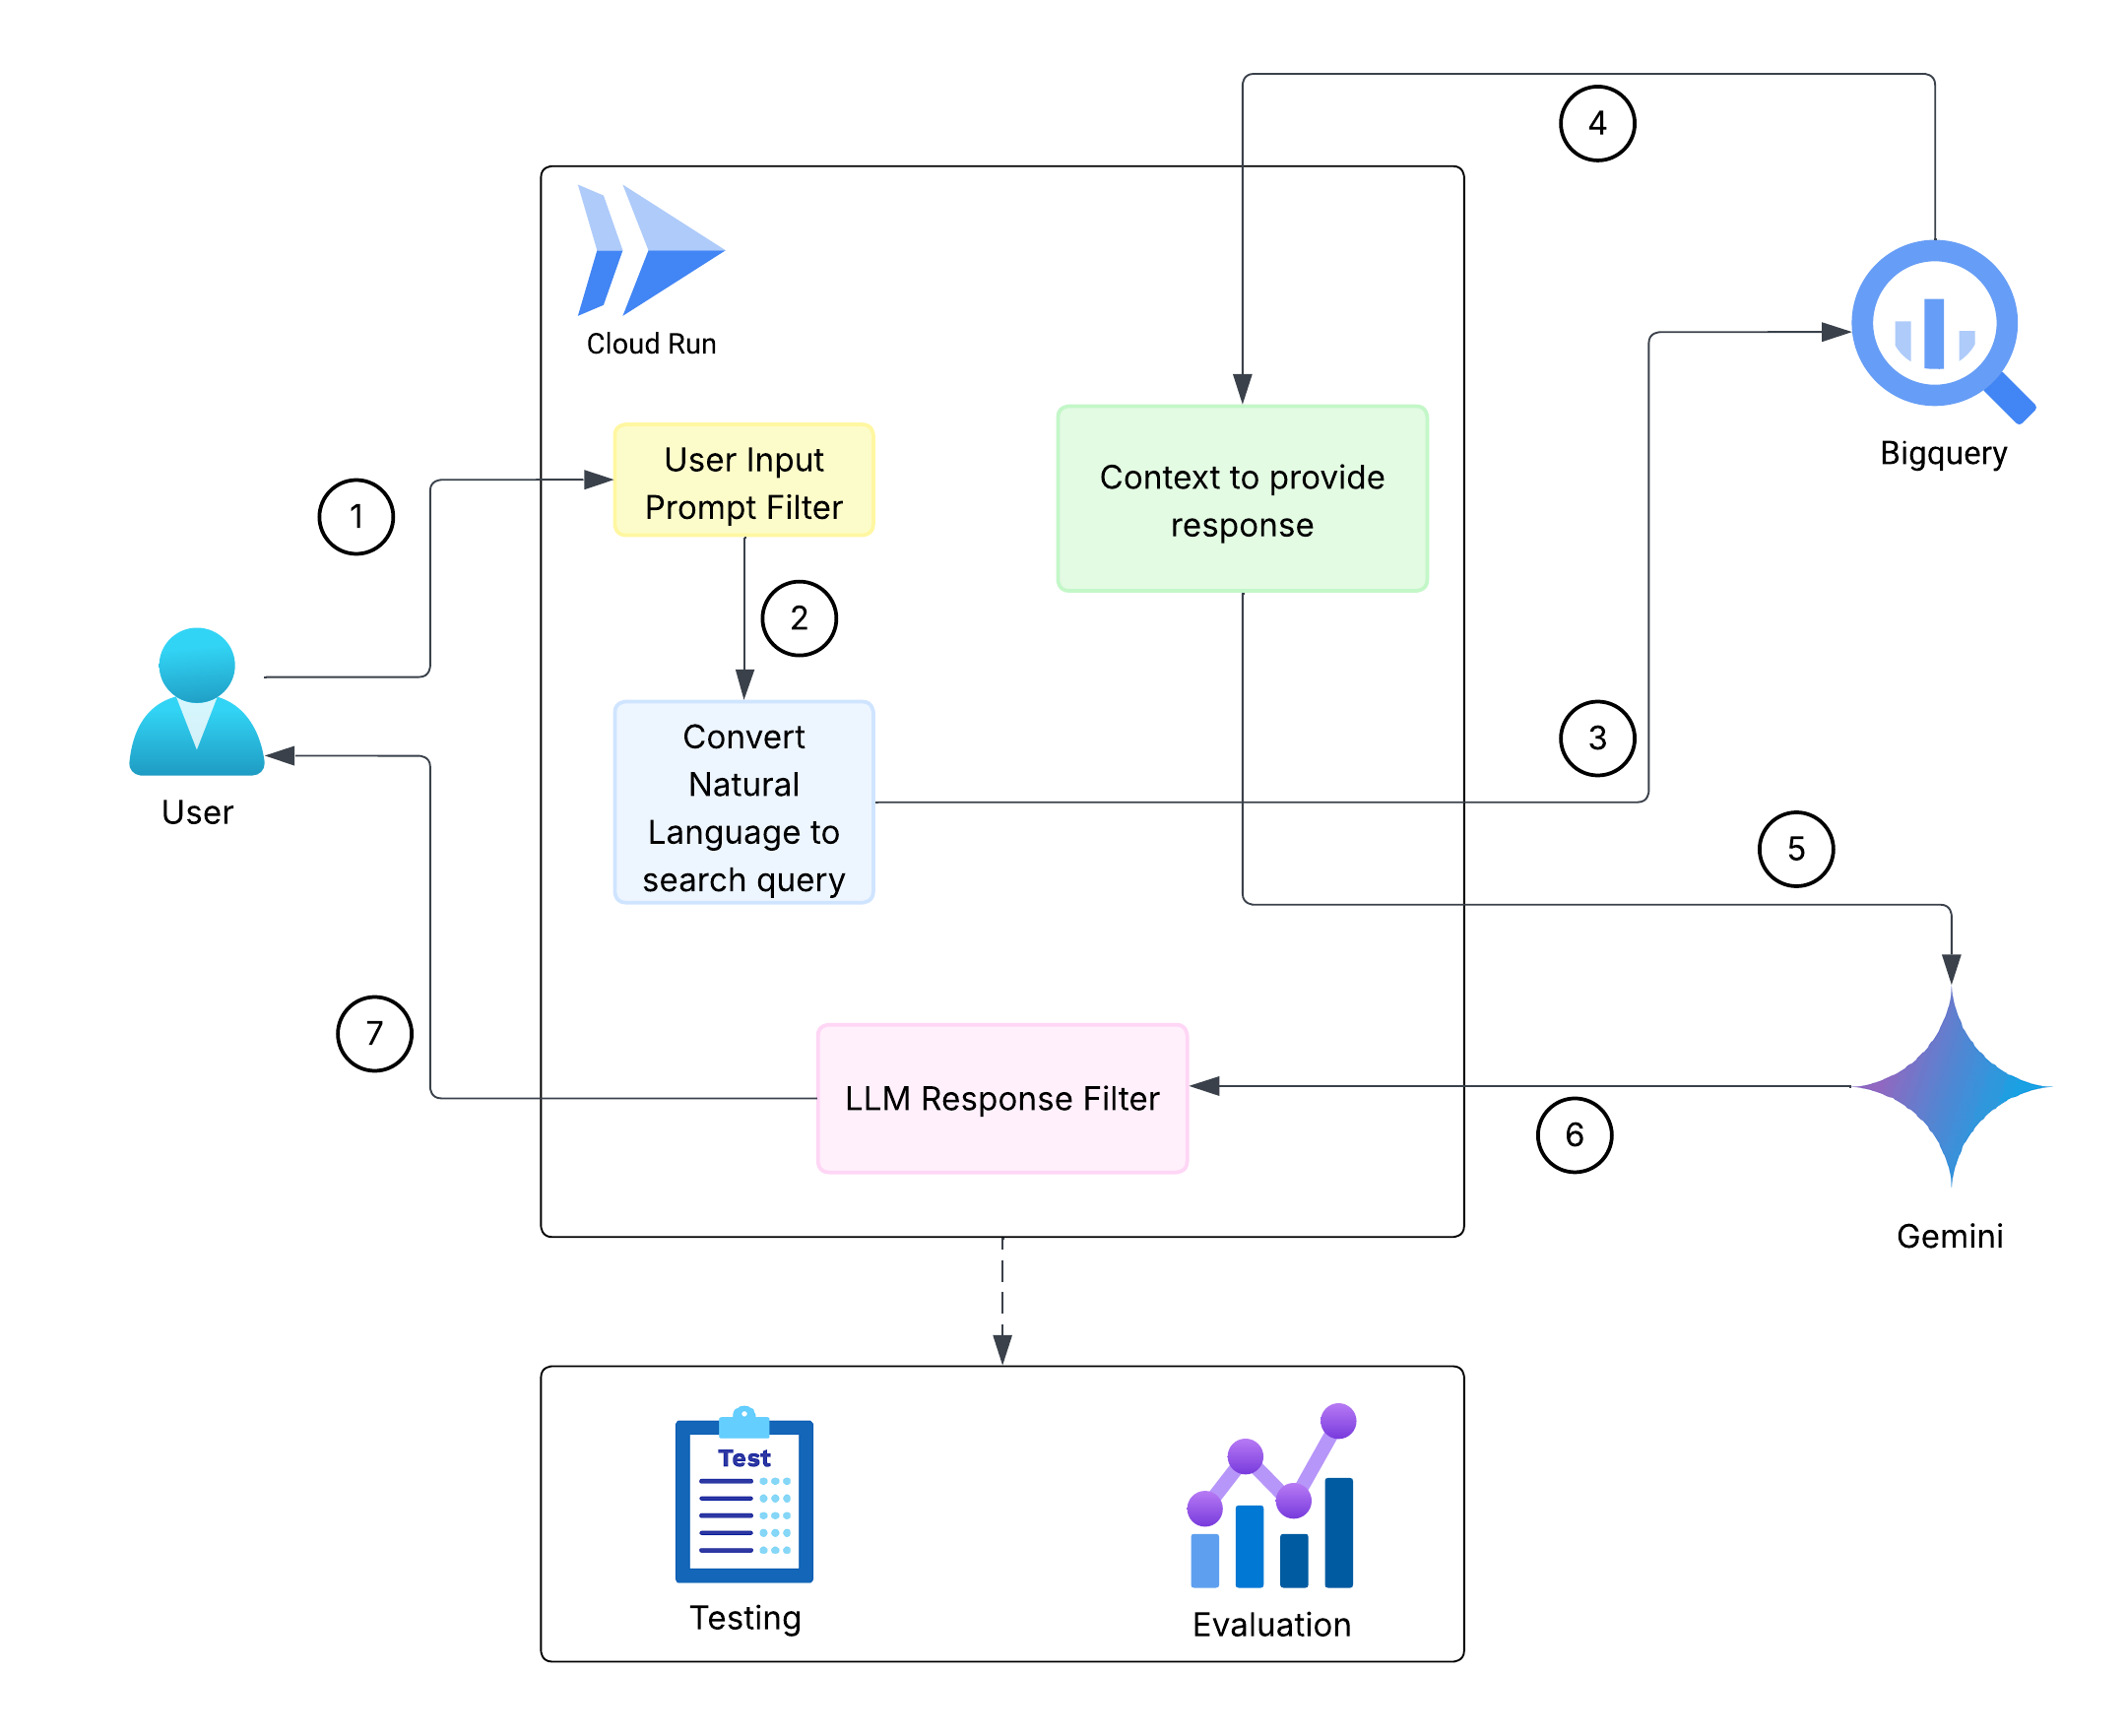 4
Cloud Run
Bigquery
User Input
Prompt Filter
Context to provide
response
1
2
Convert
Natural
Language to
search query
3
User
5
7
LLM Response Filter
6
Gemini
Test
Testing
Evaluation